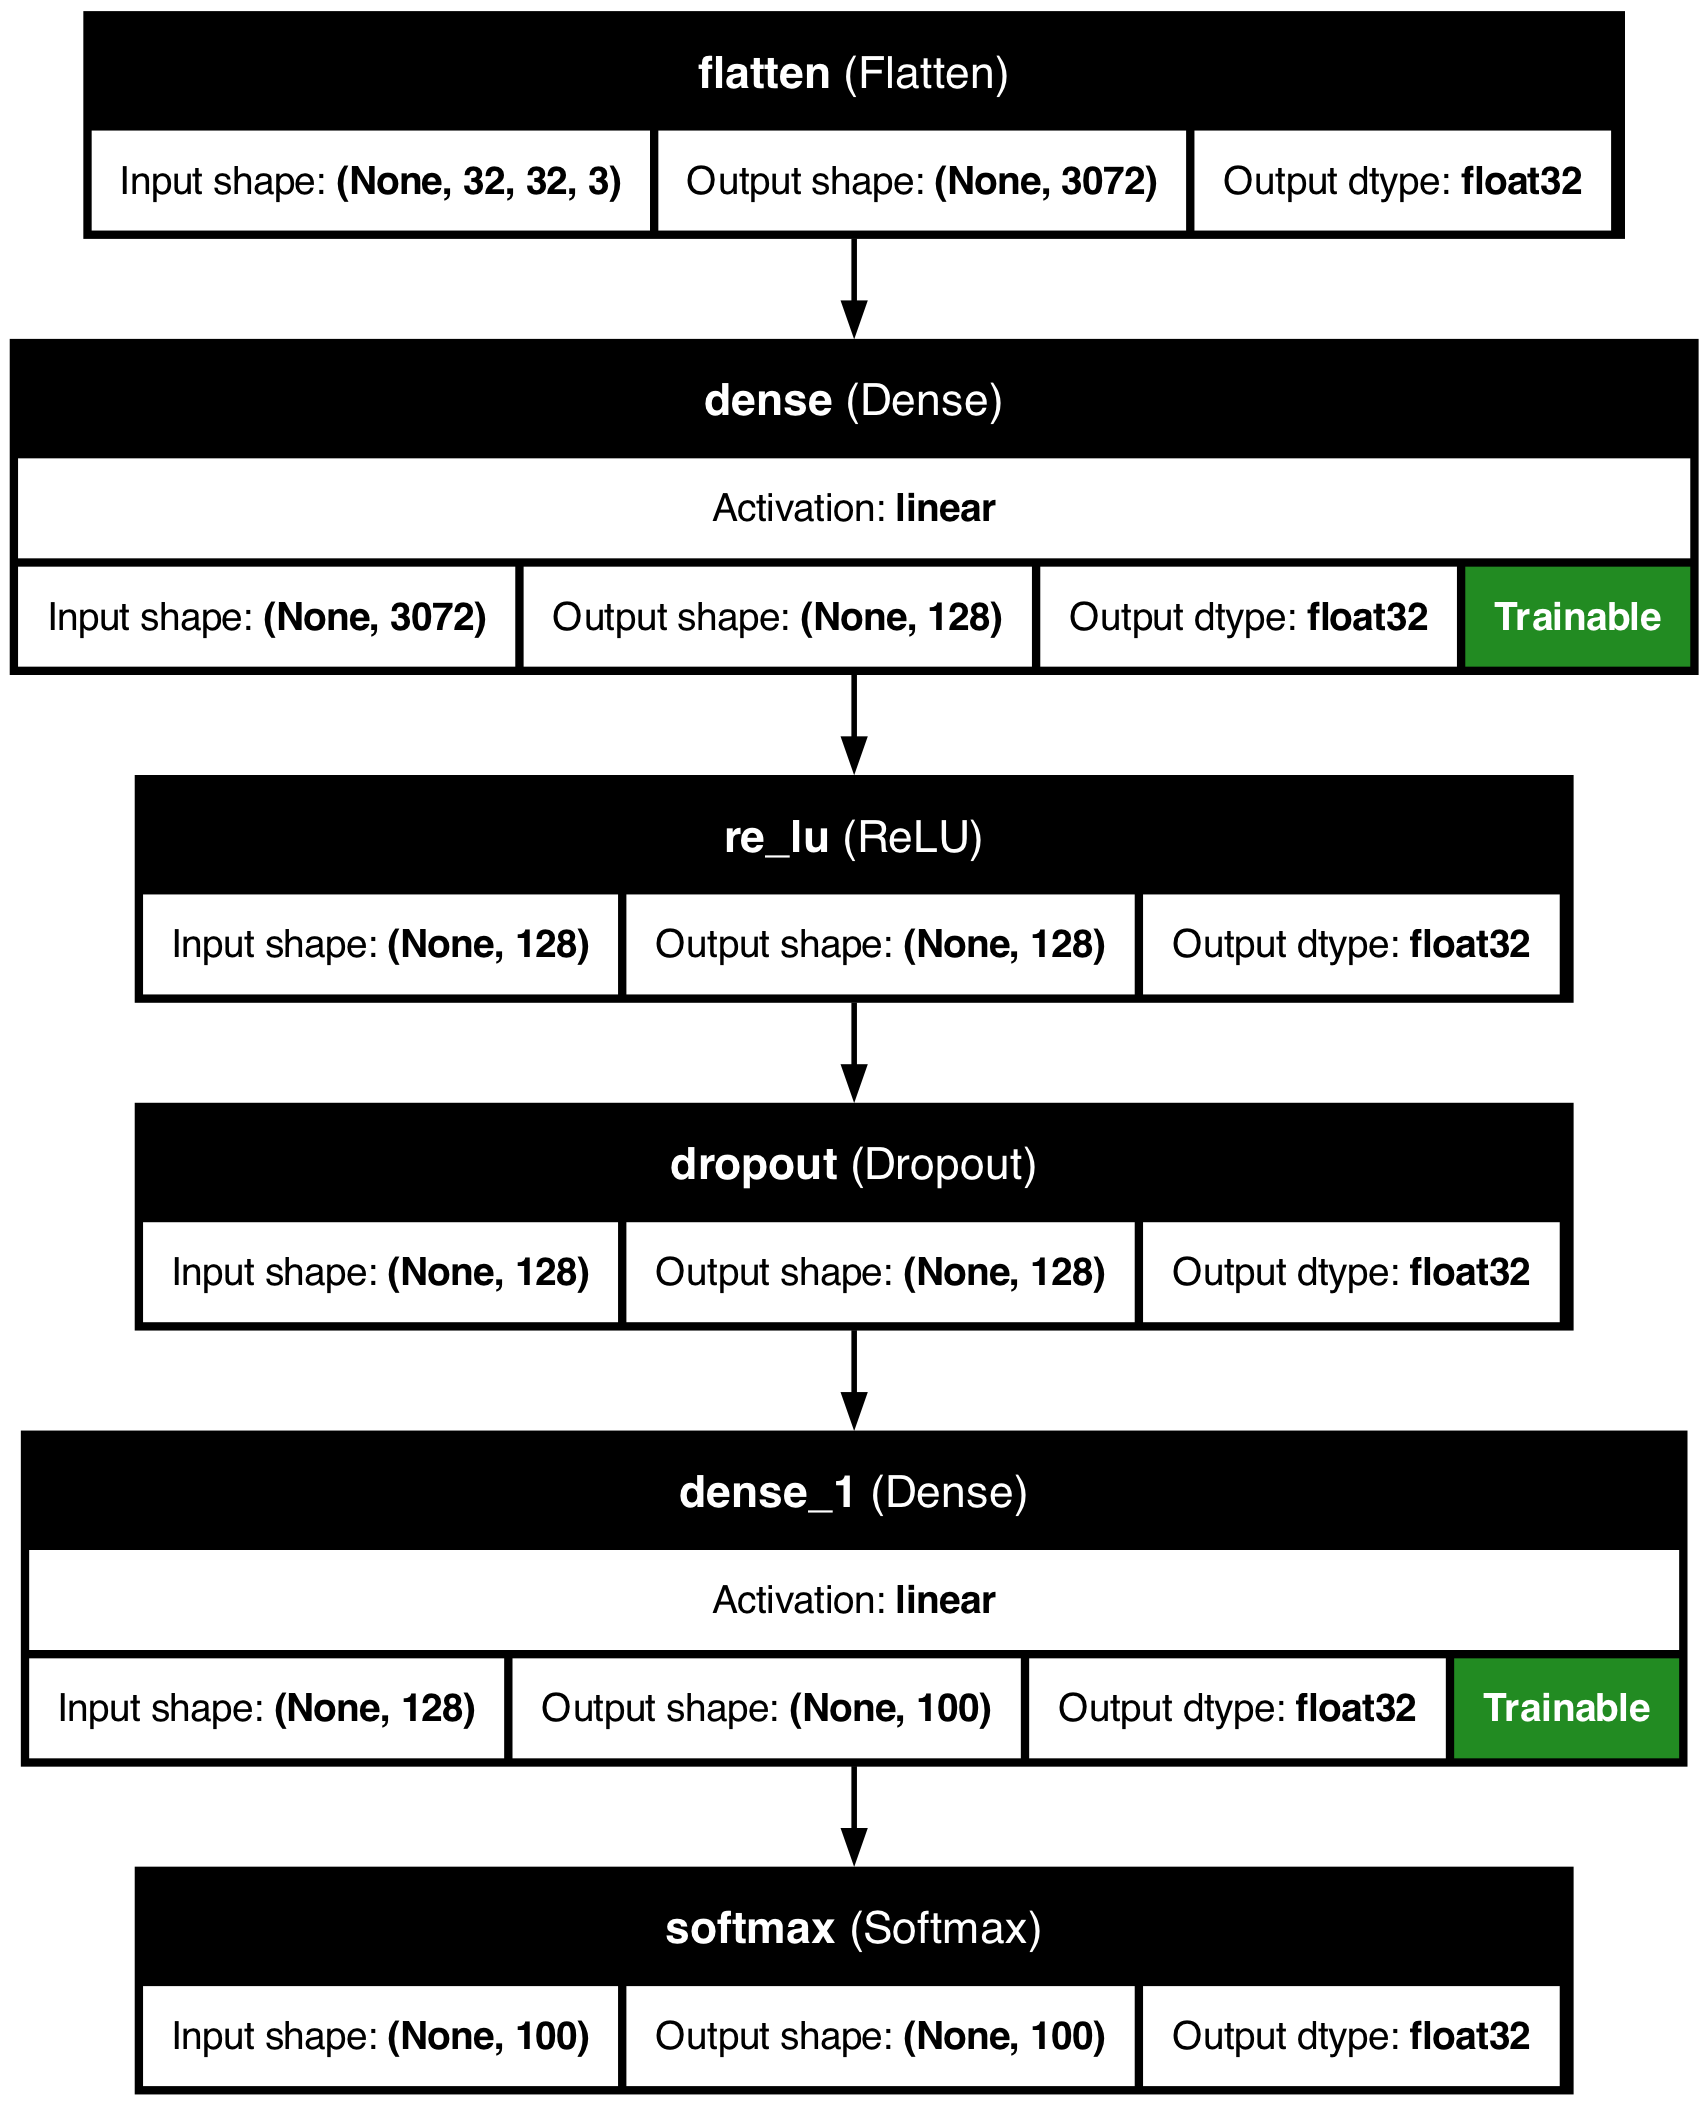 flatten (Flatten)
Input shape: (None, 32, 32, 3) Output shape: (None, 3072) Output dtype: float32
dense (Dense)
Activation: linear
Input shape: (None, 3072) Output shape: (None, 128) Output dtype: float32 Trainable
re_lu (ReLU)
Input shape: (None, 128) Output shape: (None, 128) Output dtype: float32
dropout (Dropout)
Input shape: (None, 128) Output shape: (None, 128) Output dtype: float32
dense_1 (Dense)
Activation: linear
Input shape: (None, 128) Output shape: (None, 100) Output dtype: float32 Trainable
softmax (Softmax)
Input shape: (None, 100) Output shape: (None, 100) Output dtype: float32